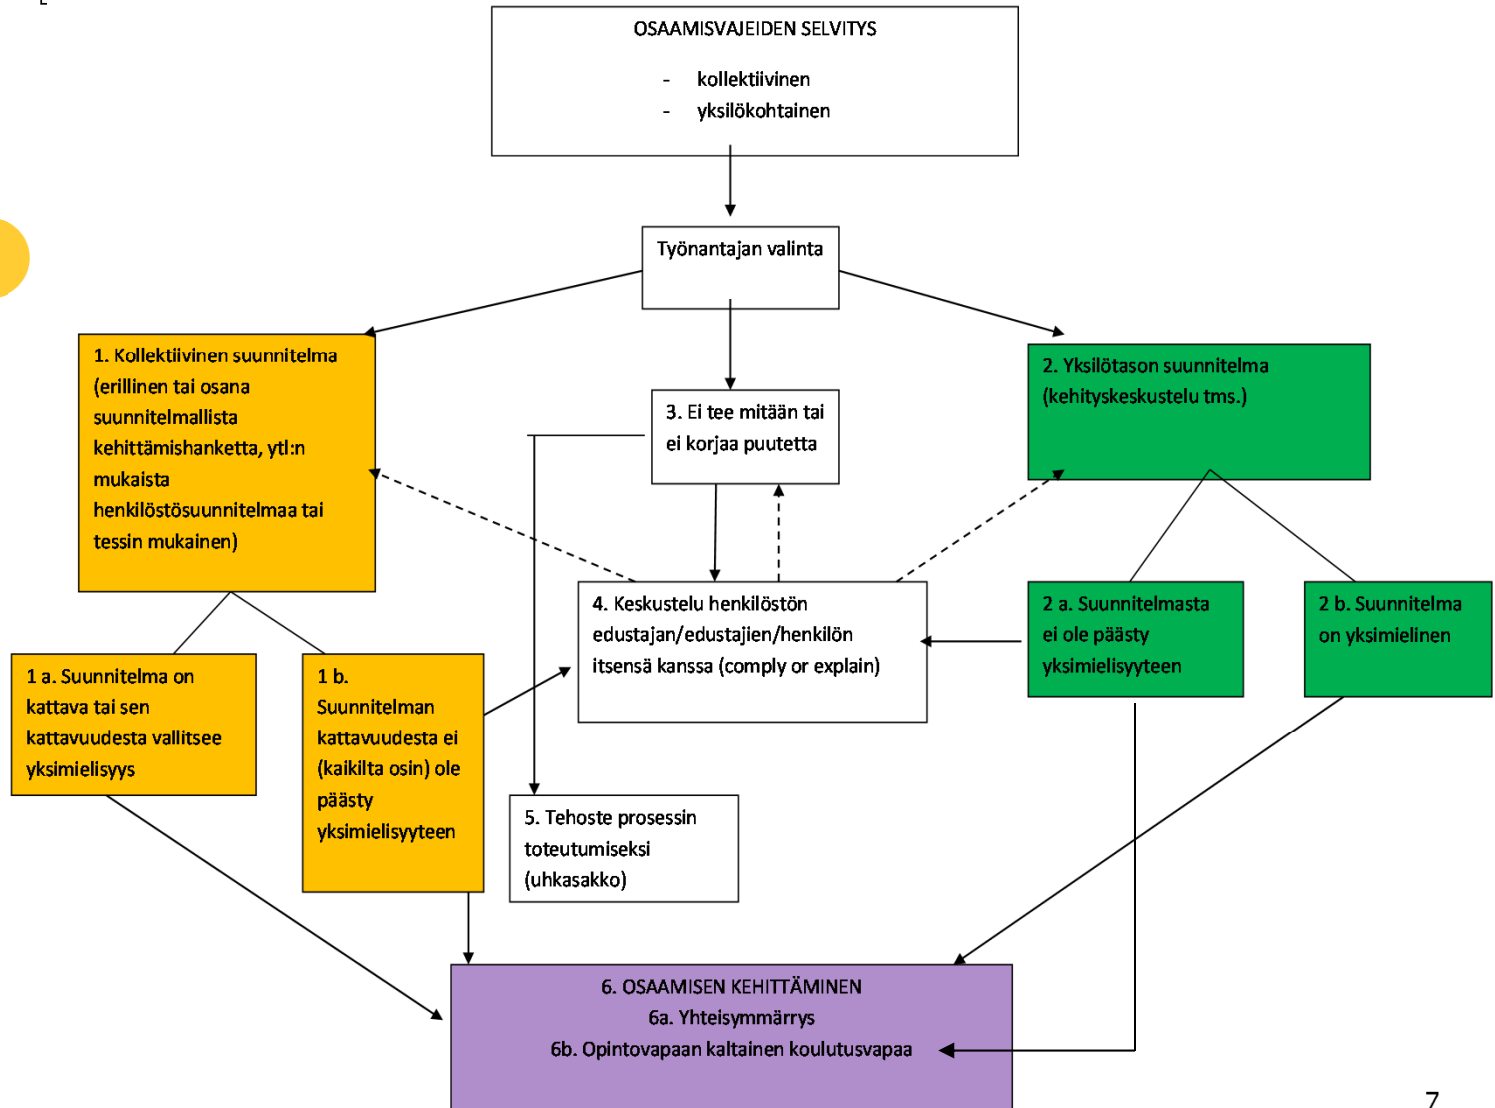 OSAAMISVAJEIDEN SELVITYS
- kollektiivinen
- yksilökohtainen
Työnantajan valinta
1. Kollektiivinen suunnitelma
(erillinen tai osana
suunnitelmallista
kehittämishanketta, ytl:n
mukaista
henkilöstösuunnitelmaa tai
tessin mukainen)
3. Ei tee mitään tai
ei korjaa puutetta
2. Yksilötason suunnitelma
(kehityskeskustelu tms.)
4. Keskustelu henkilöstön
edustajan/edustajien/henkilön
itsensä kanssa (comply or explain)
2 a. Suunnitelmasta
ei ole päästy
yksimielisyyteen
2 b. Suunnitelma
on yksimielinen
1 a. Suunnitelma on
kattava tai sen
kattavuudesta vallitsee
yksimielisyys
1 b.
Suunnitelman
kattavuudesta ei
(kaikilta osin) ole
päästy
yksimielisyyteen
5. Tehoste prosessin
toteutumiseksi
(uhkasakko)
6. OSAAMISEN KEHITTÄMINEN
6a. Yhteisymmärrys
6b. Opintovapaan kaltainen koulutusvapaa
7